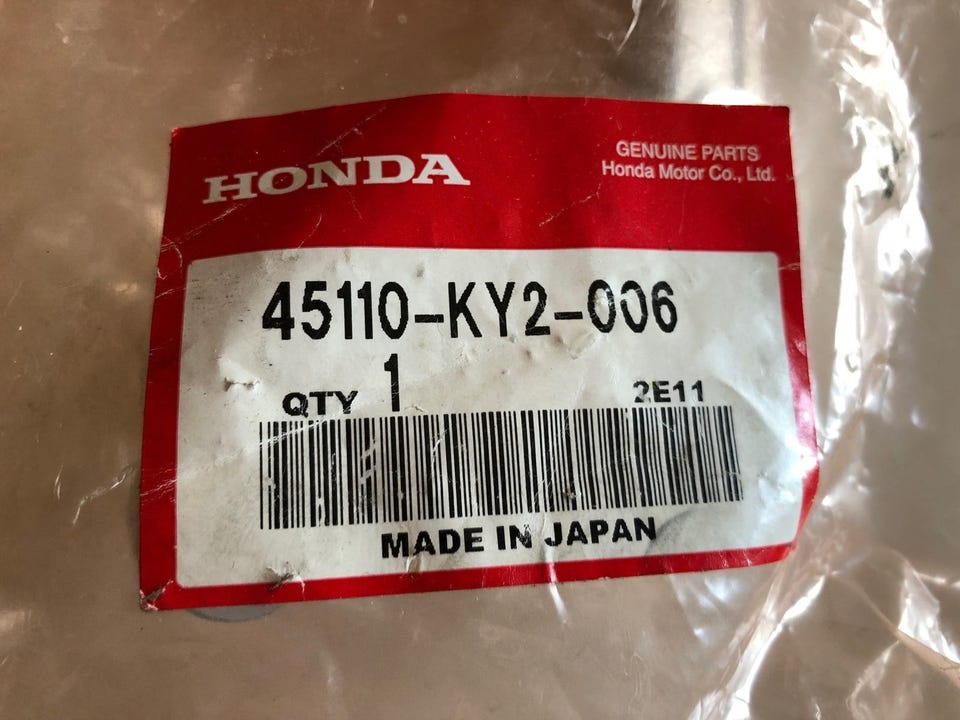 HONDA
GENUINE PARTS
Honda Motor Co., Ltd.
45110-KY2-006
QTY 1
2E11
MADE IN JAPAN